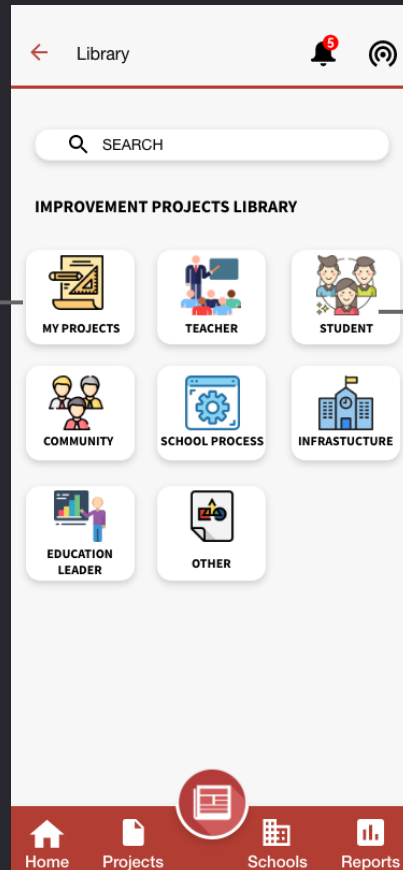 Library
5
SEARCH
IMPROVEMENT PROJECTS LIBRARY
MY PROJECTS
TEACHER
STUDENT
COMMUNITY
SCHOOL PROCESS
INFRASTUCTURE
EDUCATION
LEADER
OTHER
Home
Projects
Schools
Reports